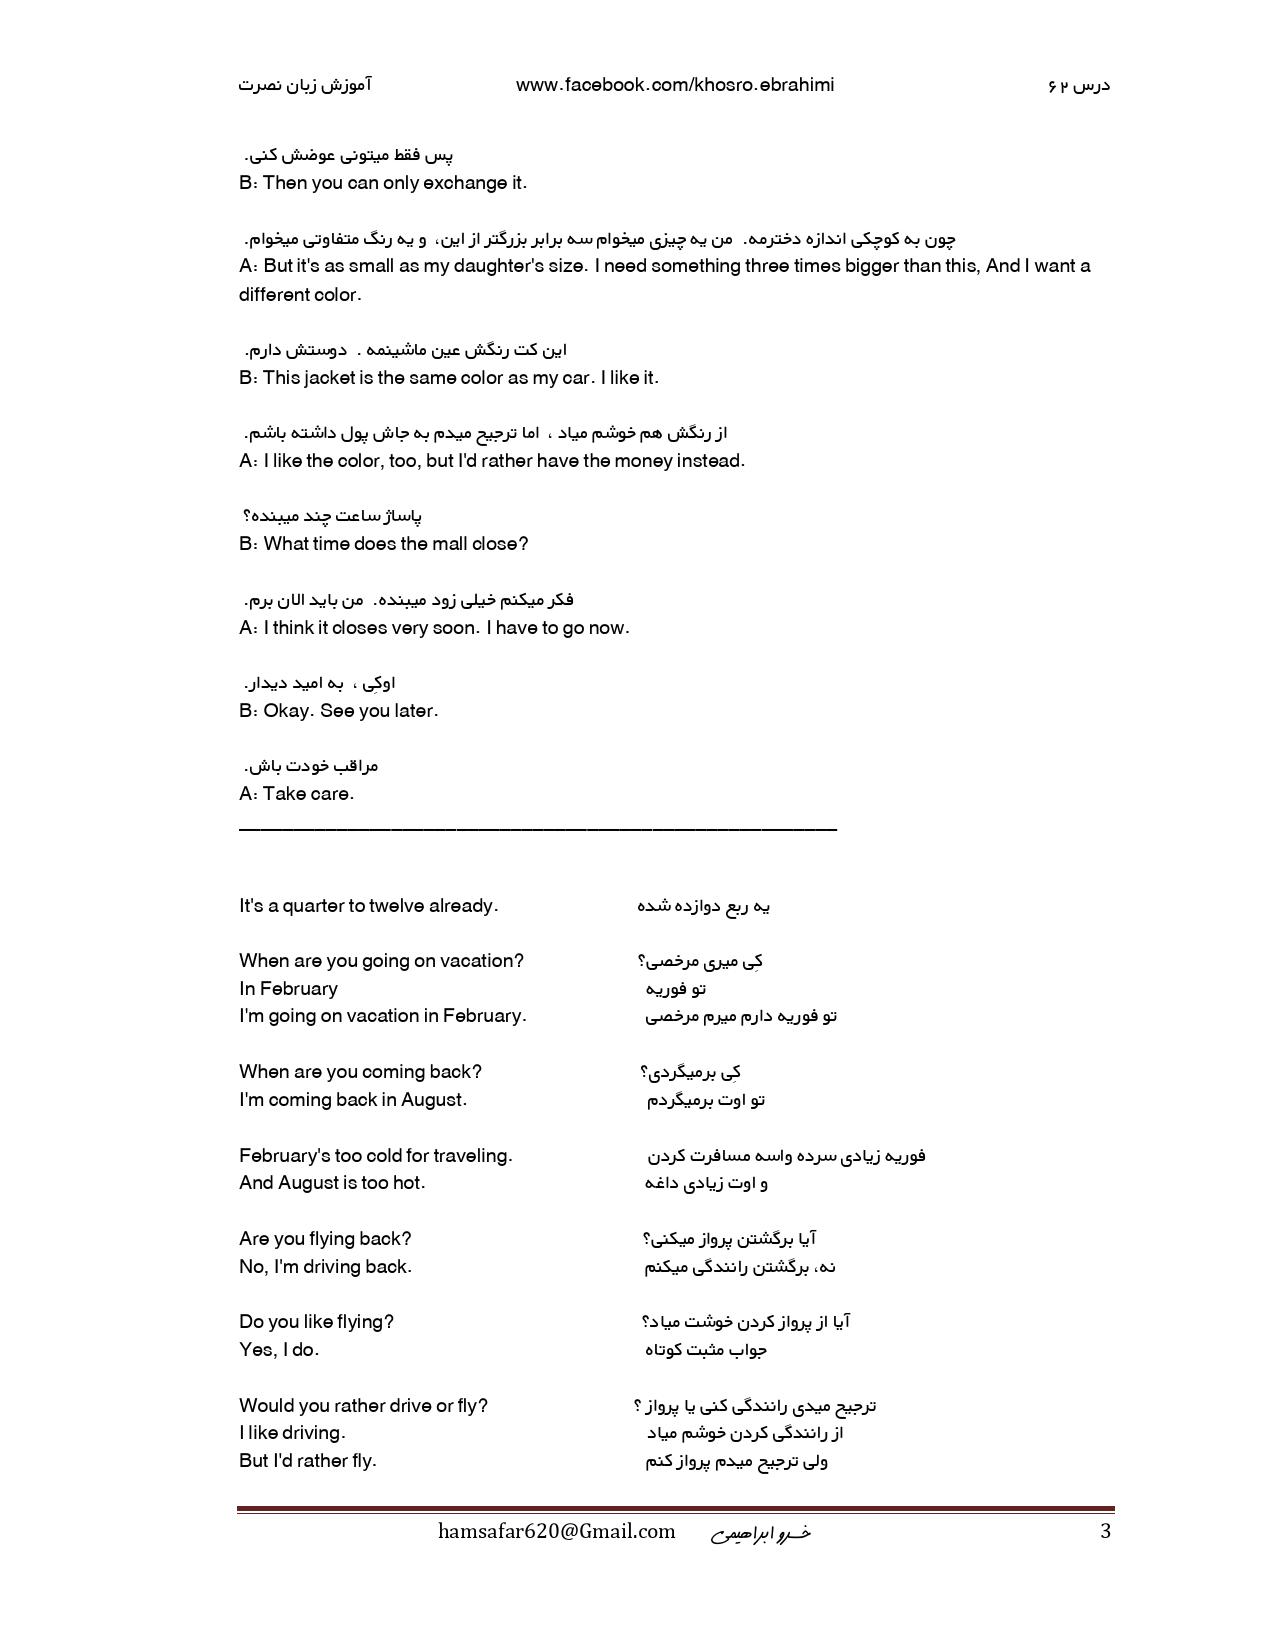 آموزش زبان نصرت www.facebook.com/khosro.ebrahimi درس ۶۲
پس فقط میتونی عوضش کنی.
B: Then you can only exchange it.
چون به کوچکی اندازه دخترمه. من یه چیزی میخوام سه برابر بزرگتر از این، و یه رنگ متفاوتی میخوام.
A: But it's as small as my daughter's size. I need something three times bigger than this, And I want a
different color.
این کت رنگش عین ماشینمه . دوستش دارم.
B: This jacket is the same color as my car. I like it.
از رنگش هم خوشم میاد ، اما ترجیح میدم به جاش پول داشته باشم.
A: I like the color, too, but I'd rather have the money instead.
پاساژ ساعت چند میبنده؟
B: What time does the mall close?
فکر میکنم خیلی زود میبنده. من باید الان برم.
A: I think it closes very soon. I have to go now.
اوکِی ، به امید دیدار.
B: Okay. See you later.
مراقب خودت باش.
A: Take care.
It's a quarter to twelve already. یه ربع دوازده شده
When are you going on vacation? کِی میری مرخصی؟
In February تو فوریه
I'm going on vacation in February. تو فوریه دارم میرم مرخصی
When are you coming back? کِی برمیگردی؟
I'm coming back in August. تو اوت برمیگردم
February's too cold for traveling. فوریه زیادی سرده واسه مسافرت کردن
And August is too hot. و اوت زیادی داغه
Are you flying back? آیا برگشتن پرواز میکنی؟
No, I'm driving back. نه، برگشتن رانندگی میکنم
Do you like flying? آیا از پرواز کردن خوشت میاد؟
Yes, I do. جواب مثبت کوتاه
Would you rather drive or fly? ترجیح میدی رانندگی کنی یا پرواز ؟
I like driving. از رانندگی کردن خوشم میاد
But I'd rather fly. ولی ترجیح میدم پرواز کنم
hamsafar620@Gmail.com خسرو ابراهیمی 3